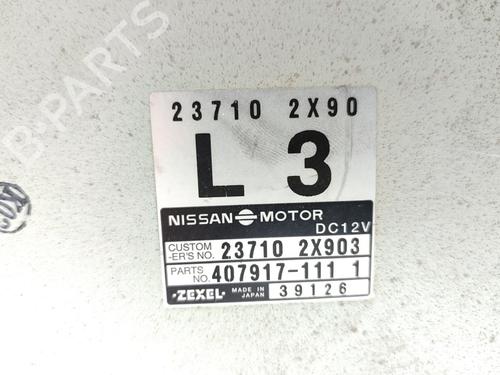 B-PARTS
23710 2X90
L 3
NISSAN MOTOR
DC12V
CUSTOM -ER'S NO. 23710 2X903
PARTS NO. 407917-111 1
ZEXEL MADE IN JAPAN 39126